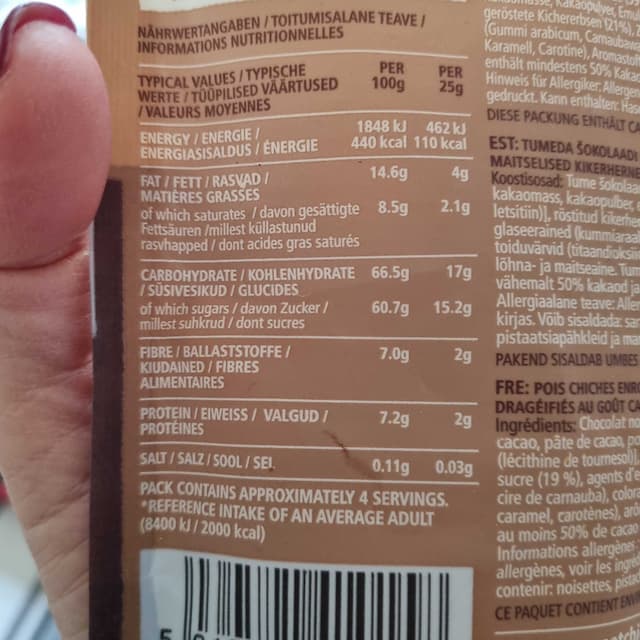 NÄHRWERTANGABEN / TOITUMISALANE TEAVE /
INFORMATIONS NUTRITIONNELLES
TYPICAL VALUES / TYPISCHE
WERTE / TÜÜPILISED VÄÄRTUSED
/ VALEURS MOYENNES
PER
100g
PER
25g
ENERGY / ENERGIE /
ENERGIASISALDUS / ÉNERGIE
1848 kJ 462 kJ
440 kcal 110 kcal
FAT / FETT / RASVAD /
MATIÈRES GRASSES
14.6g 4g
of which saturates / davon gesättigte
Fettsäuren /millest küllastunud
rasvhapped / dont acides gras saturés
8.5g 2.1g
CARBOHYDRATE / KOHLENHYDRATE 66.5g 17g
/ SÜSIVESIKUD / GLUCIDES
of which sugars / davon Zucker /
millest suhkrud / dont sucres
60.7g 15.2g
FIBRE / BALLASTSTOFFE /
KIUDAINED / FIBRES
ALIMENTAIRES
7.0g 2g
PROTEIN / EIWEISS / VALGUD /
PROTÉINES
7.2g 2g
SALT / SALZ / SOOL / SEL 0.11g 0.03g
PACK CONTAINS APPROXIMATELY 4 SERVINGS.
*REFERENCE INTAKE OF AN AVERAGE ADULT
(8400 kJ / 2000 kcal)
geröstete Kichererbsen (21%),
(Gummi arabicum,
Karamell, Carotine),
enthält mindestens 50%
Hinweis für Allergiker:
gedruckt. Kann enthalten:
DIESE PACKUNG ENTHÄLT
EST: TUMEDA ŠOKOLAADI
MAITSELISED
Koostisosad: Tume
kakaomass,
letsitiin)], röstitud
glaseerained
toiduvärvid
lõhna- ja maitseaine.
vähemalt 50% kakaod ja
Allergiaalane teave:
kirjas. Võib sisaldada:
pistaatsiapähkleid ja
PAKEND SISALDAB UMBES
FRE: POIS CHICHES
DRAGÉIFIÉS AU GOÛT
Ingrédients: Chocolat
cacao, pâte de cacao,
(lécithine de tournesol)],
sucre (19 %), agents
cire de carnauba),
caramel, carotènes),
au moins 50% de
Informations
allergènes, voir les
contenir: noisettes,
CE PAQUET CONTIENT